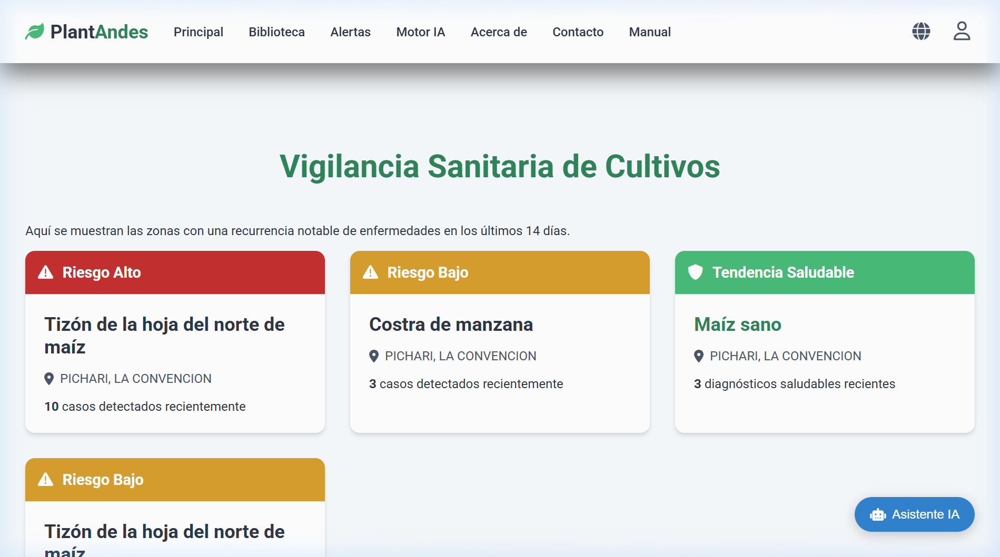 PlantAndes
Principal
Biblioteca
Alertas
Motor IA
Acerca de
Contacto
Manual
Vigilancia Sanitaria de Cultivos
Aquí se muestran las zonas con una recurrencia notable de enfermedades en los últimos 14 días.
Riesgo Alto
Tizón de la hoja del norte de
maíz
PICHARI, LA CONVENCION
10 casos detectados recientemente
Riesgo Bajo
Costra de manzana
PICHARI, LA CONVENCION
3 casos detectados recientemente
Tendencia Saludable
Maíz sano
PICHARI, LA CONVENCION
3 diagnósticos saludables recientes
Riesgo Bajo
Tizón de la hoja del norte de
maíz
Asistente IA